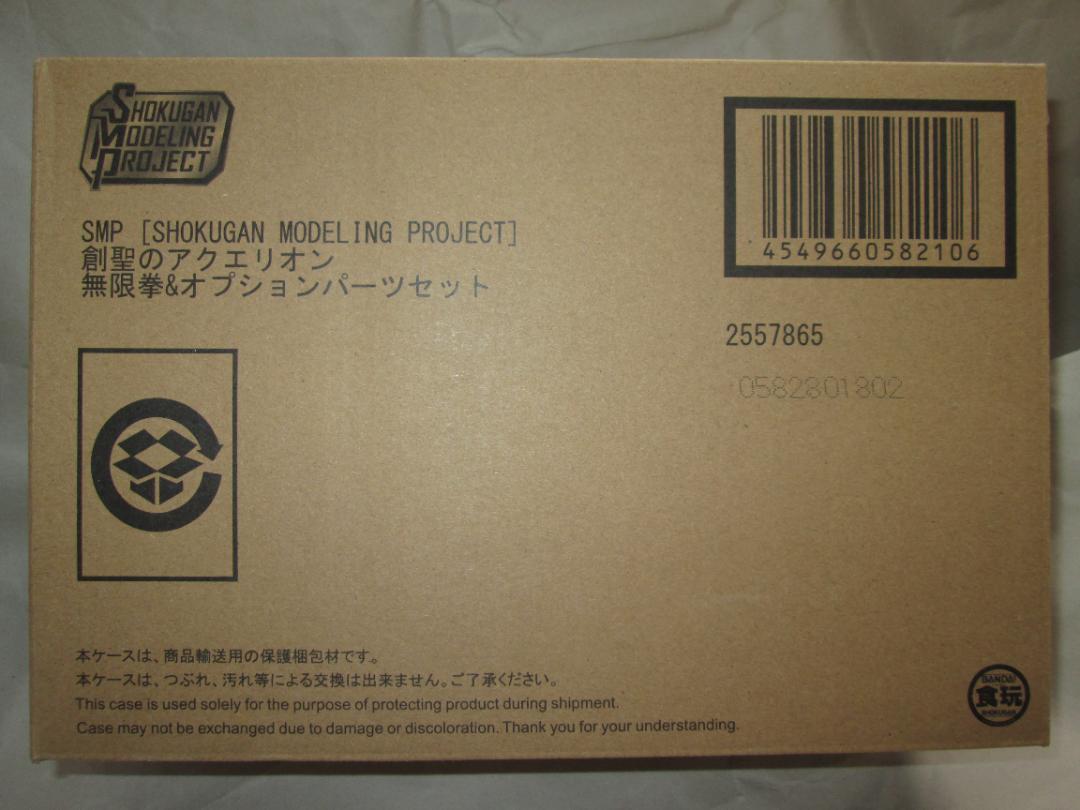 SHOKUGAN
MODELING
PROJECT
SMP [SHOKUGAN MODELING PROJECT]
創聖のアクエリオン
無限拳&オプションパーツセット
4549660582106
2557865
0582801802
本ケースは、商品輸送用の保護梱包材です。
本ケースは、つぶれ、汚れ等による交換は出来ません。ご了承ください。
This case is used solely for the purpose of protecting product during shipment.
Case may not be exchanged due to damage or discoloration. Thank you for your understanding.
BANDAI
食玩
SHOKUGAN